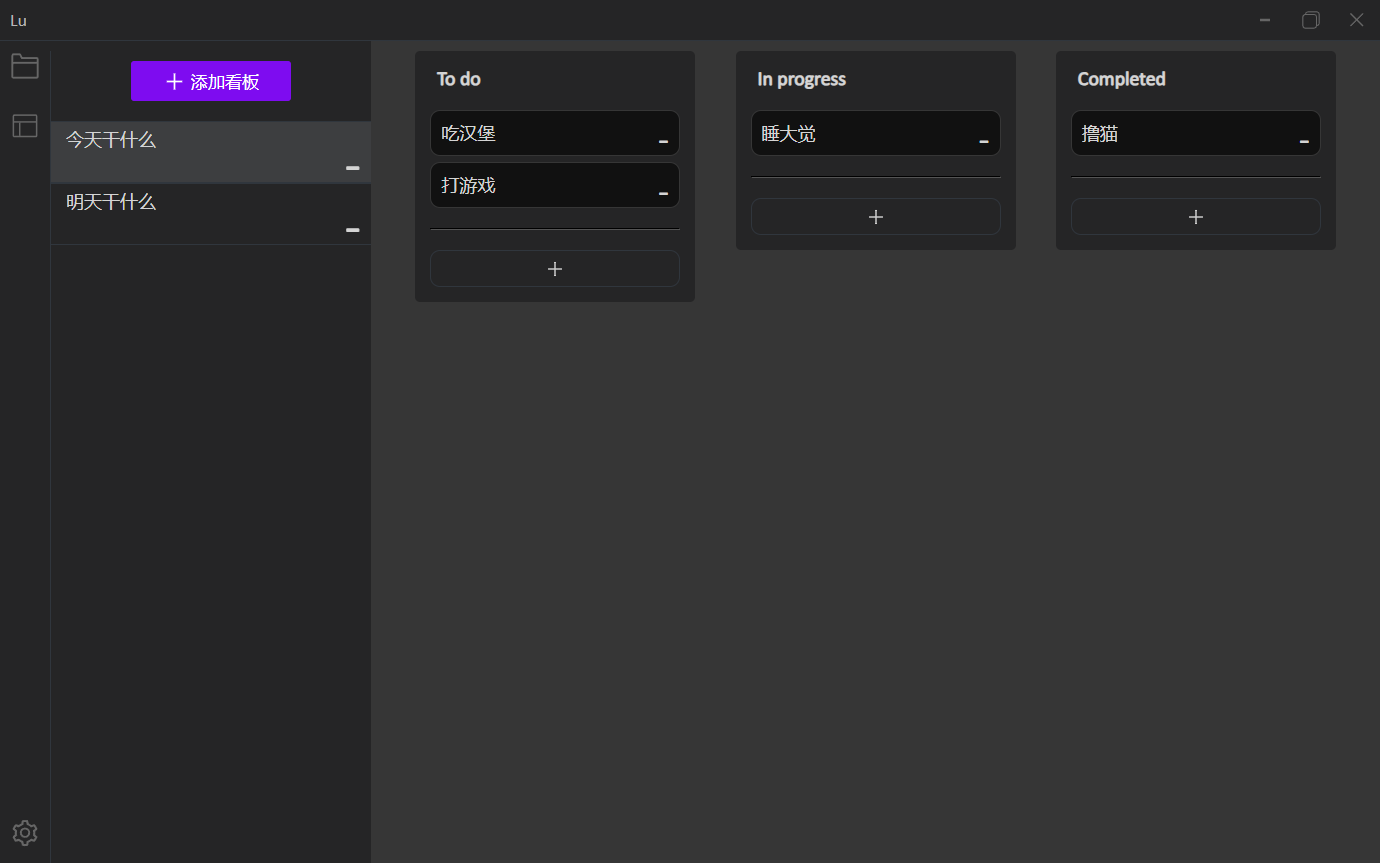 Lu
添加看板
今天干什么
明天干什么
To do
吃汉堡
打游戏
In progress
睡大觉
Completed
撸猫